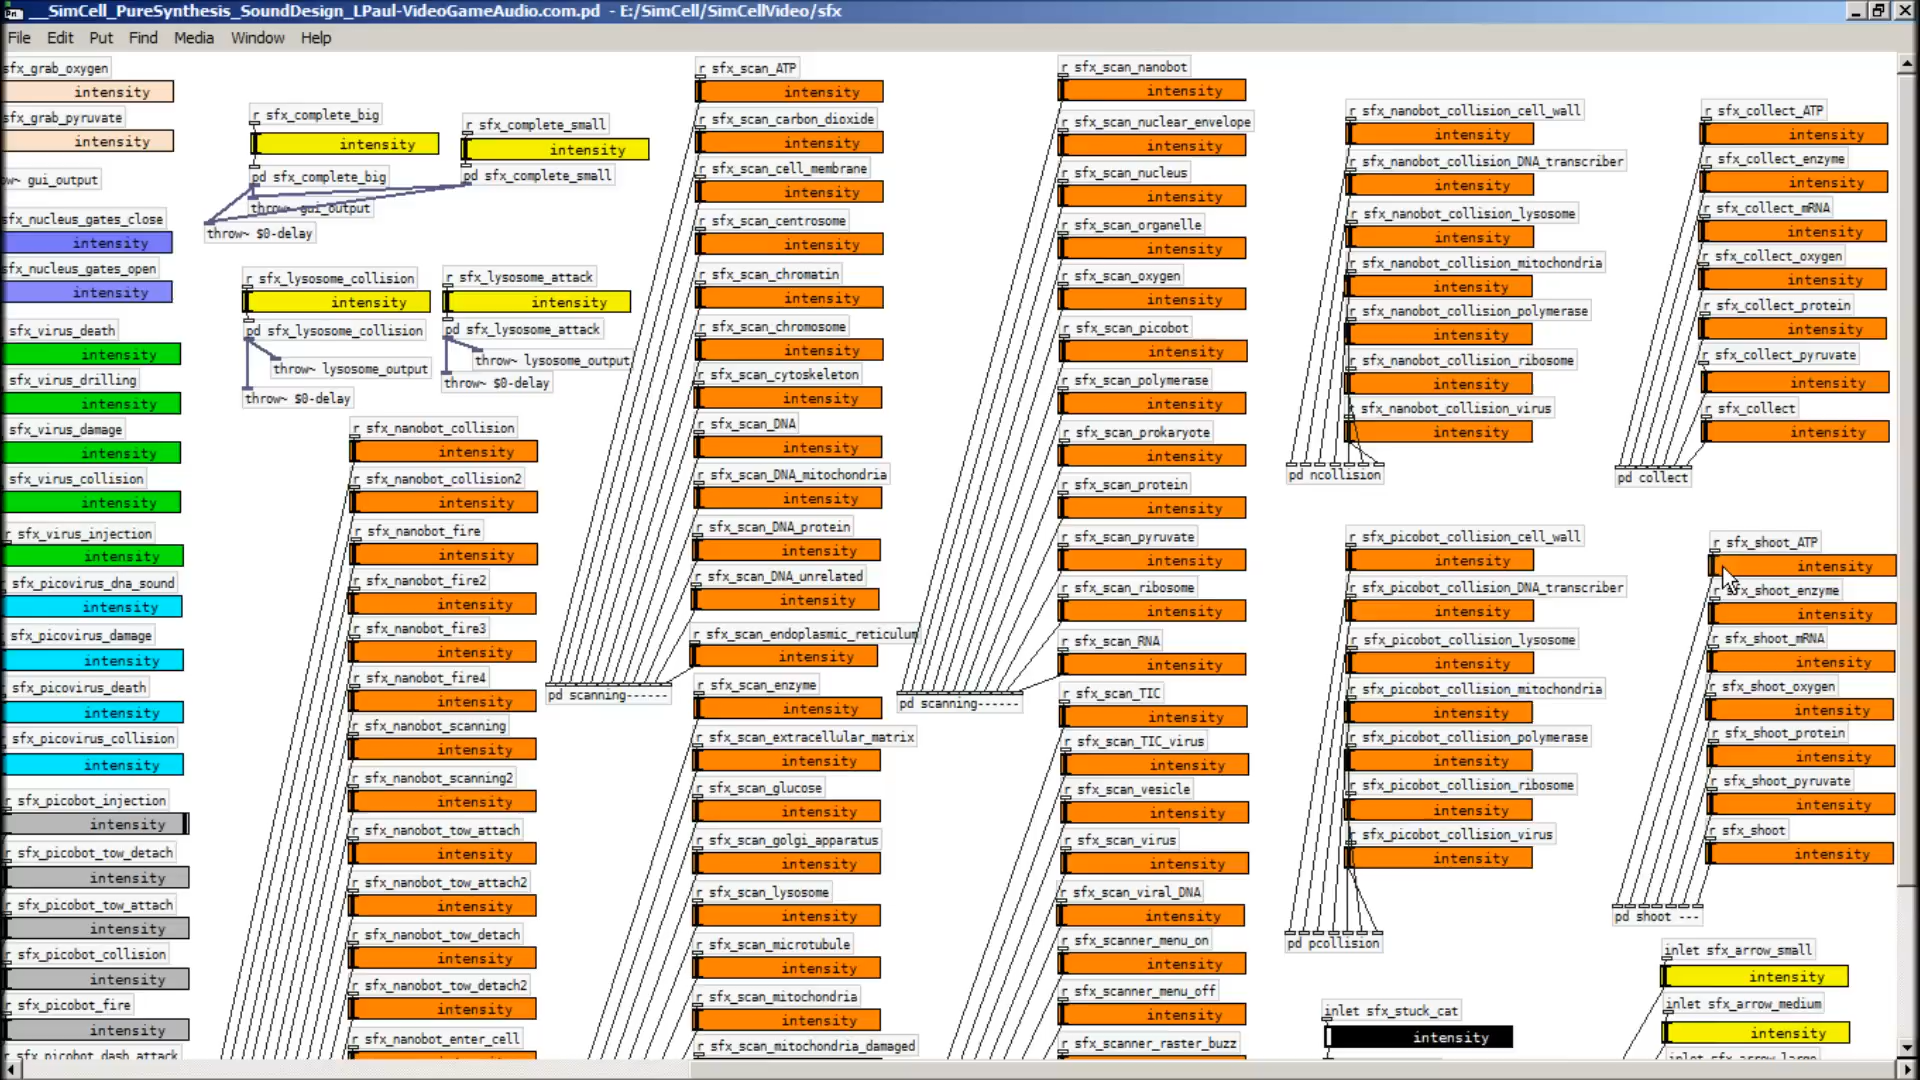 __SimCell_PureSynthesis_SoundDesign_LPaul-VideoGameAudio.com.pd - E:/SimCell/SimCellVideo/sfx
File Edit Put Find Media Window Help
sfx_grab_oxygen
intensity
sfx_grab_pyruvate
intensity
ow~ gui_output
sfx_nucleus_gates_close
intensity
sfx_nucleus_gates_open
intensity
sfx_virus_death
intensity
sfx_virus_drilling
intensity
sfx_virus_damage
intensity
sfx_virus_collision
intensity
r sfx_virus_injection
intensity
sfx_picovirus_dna_sound
intensity
sfx_picovirus_damage
intensity
sfx_picovirus_death
intensity
sfx_picovirus_collision
intensity
r sfx_picobot_injection
intensity
r sfx_picobot_tow_detach
intensity
r sfx_picobot_tow_attach
intensity
r sfx_picobot_collision
intensity
r sfx_picobot_fire
intensity
sfx_picobot_dash_attack
r sfx_complete_big
intensity
pd sfx_complete_big
throw~ gui_output
throw~ $0-delay
r sfx_complete_small
intensity
pd sfx_complete_small
r sfx_lysosome_collision
intensity
pd sfx_lysosome_collision
throw~ lysosome_output
throw~ $0-delay
r sfx_lysosome_attack
intensity
pd sfx_lysosome_attack
throw~ lysosome_output
throw~ $0-delay
r sfx_nanobot_collision
intensity
r sfx_nanobot_collision2
intensity
r sfx_nanobot_fire
intensity
r sfx_nanobot_fire2
intensity
r sfx_nanobot_fire3
intensity
r sfx_nanobot_fire4
intensity
r sfx_nanobot_scanning
intensity
r sfx_nanobot_scanning2
intensity
r sfx_nanobot_tow_attach
intensity
r sfx_nanobot_tow_attach2
intensity
r sfx_nanobot_tow_detach
intensity
r sfx_nanobot_tow_detach2
intensity
r sfx_nanobot_enter_cell
r sfx_scan_ATP
intensity
r sfx_scan_carbon_dioxide
intensity
r sfx_scan_cell_membrane
intensity
r sfx_scan_centrosome
intensity
r sfx_scan_chromatin
intensity
r sfx_scan_chromosome
intensity
r sfx_scan_cytoskeleton
intensity
r sfx_scan_DNA
intensity
r sfx_scan_DNA_mitochondria
intensity
r sfx_scan_DNA_protein
intensity
r sfx_scan_DNA_unrelated
intensity
r sfx_scan_endoplasmic_reticulum
intensity
pd scanning------
r sfx_scan_enzyme
intensity
r sfx_scan_extracellular_matrix
intensity
r sfx_scan_glucose
intensity
r sfx_scan_golgi_apparatus
intensity
r sfx_scan_lysosome
intensity
r sfx_scan_microtubule
intensity
r sfx_scan_mitochondria
intensity
r sfx_scan_mitochondria_damaged
r sfx_scan_nanobot
intensity
r sfx_scan_nuclear_envelope
intensity
r sfx_scan_nucleus
intensity
r sfx_scan_organelle
intensity
r sfx_scan_oxygen
intensity
r sfx_scan_picobot
intensity
r sfx_scan_polymerase
intensity
r sfx_scan_prokaryote
intensity
r sfx_scan_protein
intensity
r sfx_scan_pyruvate
intensity
r sfx_scan_ribosome
intensity
r sfx_scan_RNA
intensity
pd scanning------
r sfx_scan_TIC
intensity
r sfx_scan_TIC_virus
intensity
r sfx_scan_vesicle
intensity
r sfx_scan_virus
intensity
r sfx_scan_viral_DNA
intensity
r sfx_scanner_menu_on
intensity
r sfx_scanner_menu_off
intensity
r sfx_scanner_raster_buzz
r sfx_nanobot_collision_cell_wall
intensity
r sfx_nanobot_collision_DNA_transcriber
intensity
r sfx_nanobot_collision_lysosome
intensity
r sfx_nanobot_collision_mitochondria
intensity
r sfx_nanobot_collision_polymerase
intensity
r sfx_nanobot_collision_ribosome
intensity
r sfx_nanobot_collision_virus
intensity
pd ncollision
r sfx_picobot_collision_cell_wall
intensity
r sfx_picobot_collision_DNA_transcriber
intensity
r sfx_picobot_collision_lysosome
intensity
r sfx_picobot_collision_mitochondria
intensity
r sfx_picobot_collision_polymerase
intensity
r sfx_picobot_collision_ribosome
intensity
r sfx_picobot_collision_virus
intensity
pd pcollision
inlet sfx_stuck_cat
intensity
r sfx_collect_ATP
intensity
r sfx_collect_enzyme
intensity
r sfx_collect_mRNA
intensity
r sfx_collect_oxygen
intensity
r sfx_collect_protein
intensity
r sfx_collect_pyruvate
intensity
r sfx_collect
intensity
pd collect
r sfx_shoot_ATP
intensity
sfx_shoot_enzyme
intensity
r sfx_shoot_mRNA
intensity
r sfx_shoot_oxygen
intensity
r sfx_shoot_protein
intensity
r sfx_shoot_pyruvate
intensity
r sfx_shoot
intensity
pd shoot ---
inlet sfx_arrow_small
intensity
inlet sfx_arrow_medium
intensity
inlet sfx_arrow_large